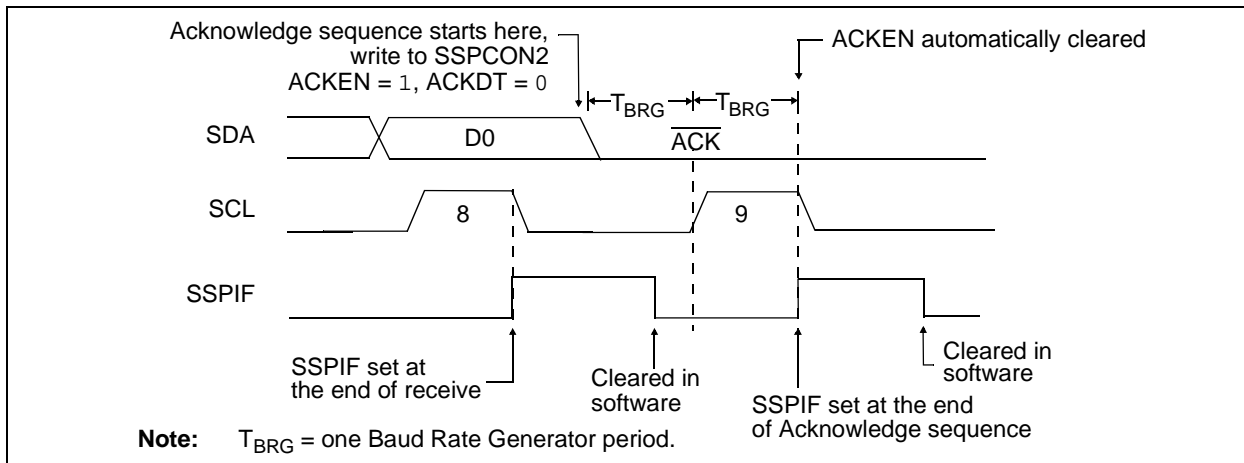 Acknowledge sequence starts here,
write to SSPCON2
ACKEN = 1, ACKDT = 0
ACKEN automatically cleared
TBRG
TBRG
SDA
D0
ACK
SCL
8
9
SSPIF
SSPIF set at
the end of receive
Cleared in
software
SSPIF set at the end
of Acknowledge sequence
Cleared in
software
Note: TBRG = one Baud Rate Generator period.